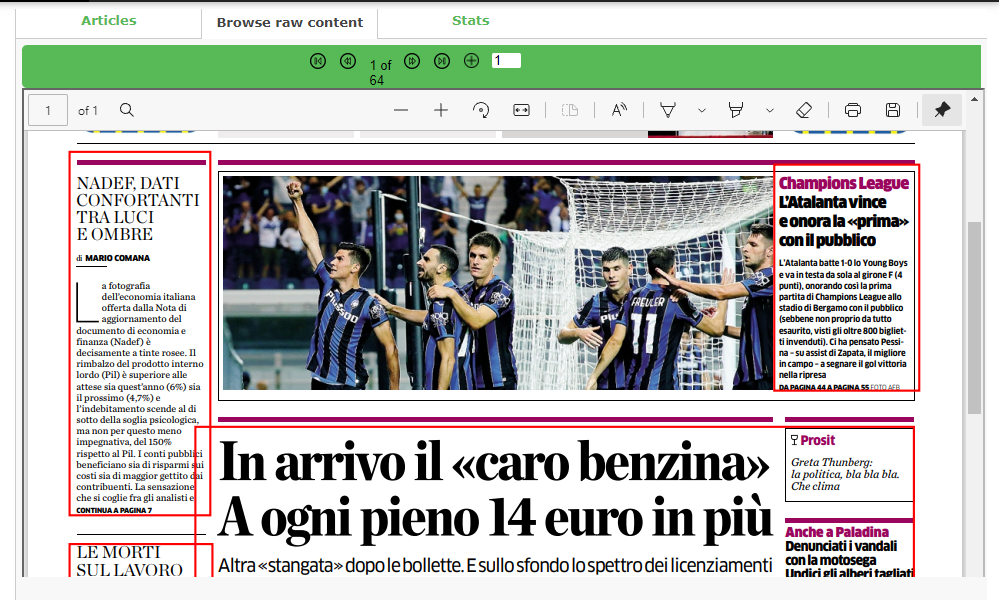 Articles
Browse raw content
Stats
1 of
64
1
1
of 1
NADEF, DATI
CONFORTANTI
TRA LUCI
E OMBRE
di MARIO COMANA
La fotografia
dell'economia italiana
offerta dalla Nota di
aggiornamento del
documento di economia e
finanza (Nadef) è
decisamente a tinte rosee. Il
rimbalzo del prodotto interno
lordo (Pil) è superiore alle
attese sia quest'anno (6%) sia
il prossimo (4,7%) e
l'indebitamento scende al di
sotto della soglia psicologica,
ma non per questo meno
impegnativa, del 150%
rispetto al Pil. I conti pubblici
beneficiano sia di risparmi sui
costi sia di maggior gettito dai
contribuenti. La sensazione
che si coglie fra gli analisti e
CONTINUA A PAGINA 7
LE MORTI
SUL LAVORO
FREULER
11
Champions League
L'Atalanta vince
e onora la «prima»
con il pubblico
L'Atalanta batte 1-0 lo Young Boys
e va in testa da sola al girone F (4
punti), onorando così la prima
partita di Champions League allo
stadio di Bergamo con il pubblico
(sebbene non proprio da tutto
esaurito, visti gli oltre 800 bigliet-
ti invenduti). Ci ha pensato Pessi-
na – su assist di Zapata, il migliore
in campo – a segnare il gol vittoria
nella ripresa
DA PAGINA 44 A PAGINA 55 FOTO AFB
In arrivo il «caro benzina»
A ogni pieno 14 euro in più
Altra «stangata» dopo le bollette. E sullo sfondo lo spettro dei licenziamenti
Prosit
Greta Thunberg:
la politica, bla bla bla.
Che clima
Anche a Paladina
Denunciati i vandali
con la motosega
Undici gli alberi tagliati